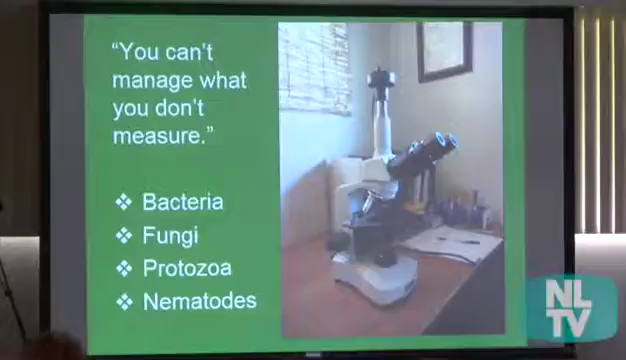 “You can't
manage what
you don't
measure.”
❖ Bacteria
❖ Fungi
❖ Protozoa
❖ Nematodes
NL
TV